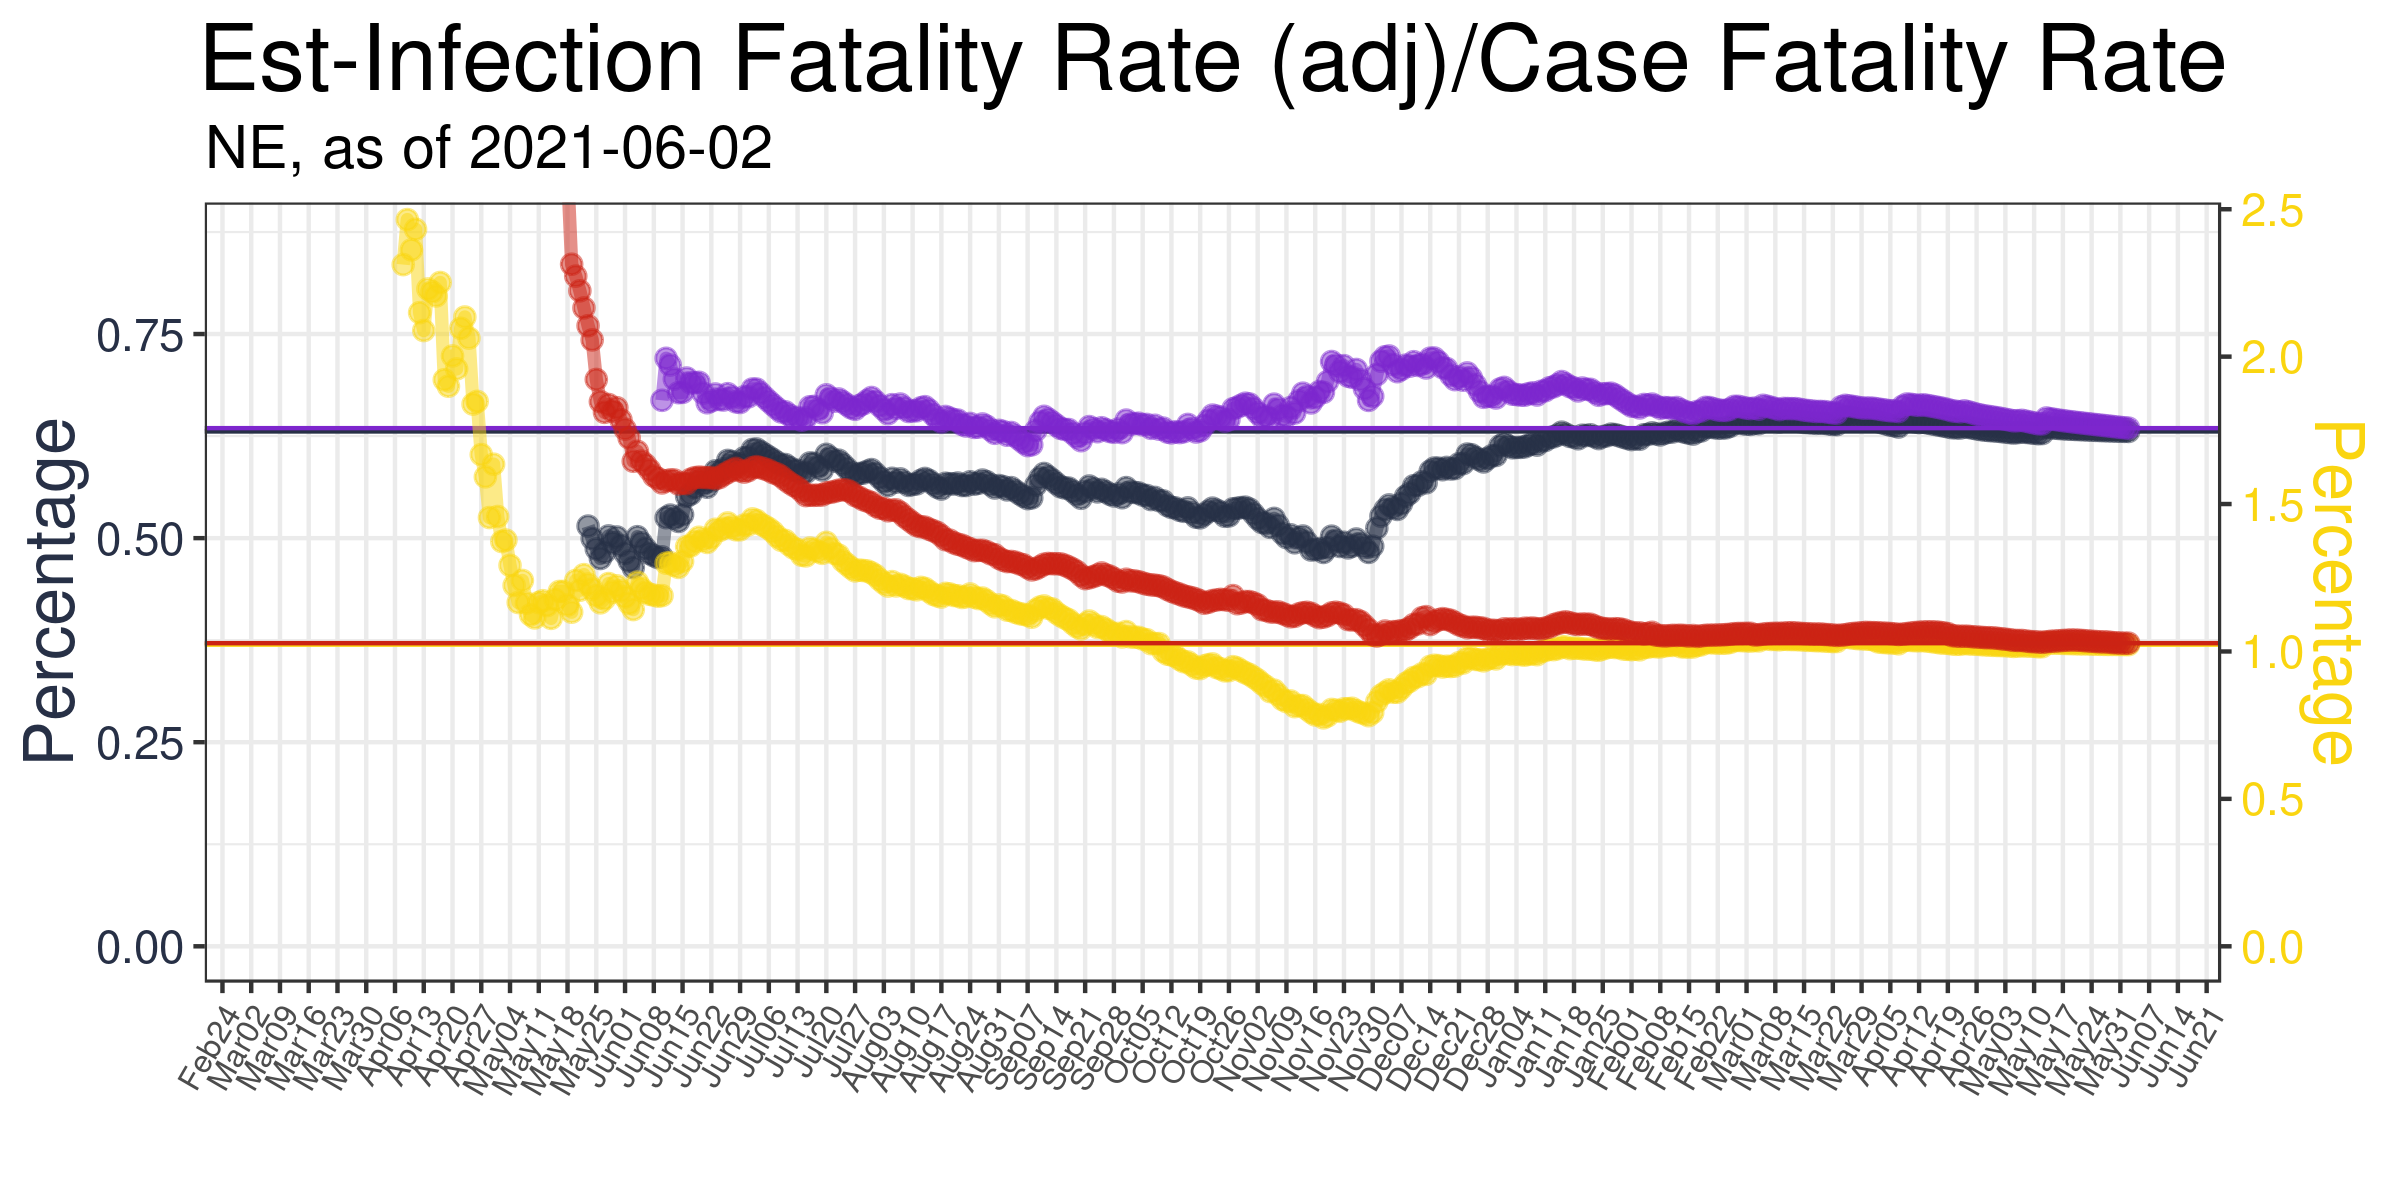 Est-Infection Fatality Rate (adj)/Case Fatality Rate
NE, as of 2021-06-02
Percentage
0.75
0.50
0.25
0.00
2.5
2.0
1.5
1.0
0.5
0.0
Percentage
Feb24
Mar02
Mar09
Mar16
Mar23
Mar30
Apr06
Apr13
Apr20
Apr27
May04
May11
May18
May25
Jun01
Jun08
Jun15
Jun22
Jun29
Jul06
Jul13
Jul20
Jul27
Aug03
Aug10
Aug17
Aug24
Aug31
Sep07
Sep14
Sep21
Sep28
Oct05
Oct12
Oct19
Oct26
Nov02
Nov09
Nov16
Nov23
Nov30
Dec07
Dec14
Dec21
Dec28
Jan04
Jan11
Jan18
Jan25
Feb01
Feb08
Feb15
Feb22
Mar01
Mar08
Mar15
Mar22
Mar29
Apr05
Apr12
Apr19
Apr26
May03
May10
May17
May24
May31
Jun07
Jun14
Jun21